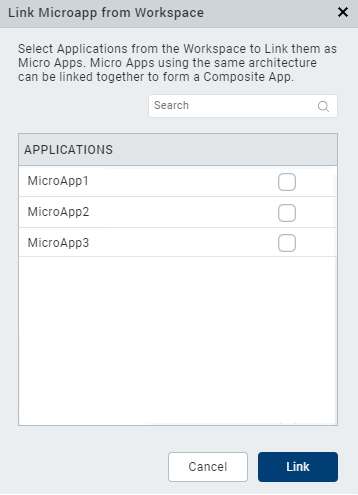 Link Microapp from Workspace
Select Applications from the Workspace to Link them as
Micro Apps. Micro Apps using the same architecture
can be linked together to form a Composite App.
Search
APPLICATIONS
MicroApp1
MicroApp2
MicroApp3
Cancel
Link